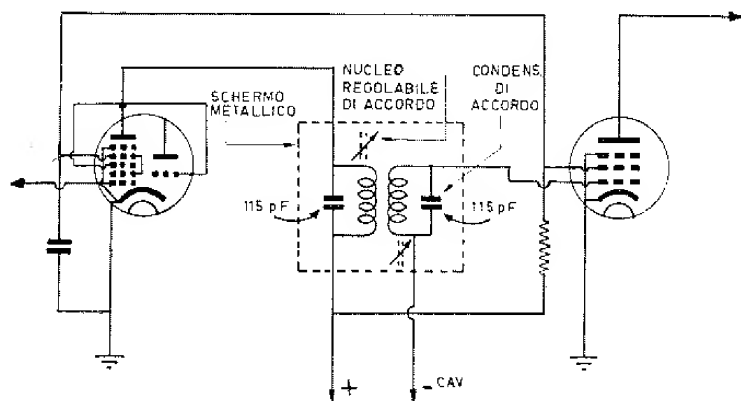 SCHERMO
METALLICO
NUCLEO
REGOLABILE
DI ACCORDO
CONDENS.
DI
ACCORDO
115 pF
115 pF
+
- CAV